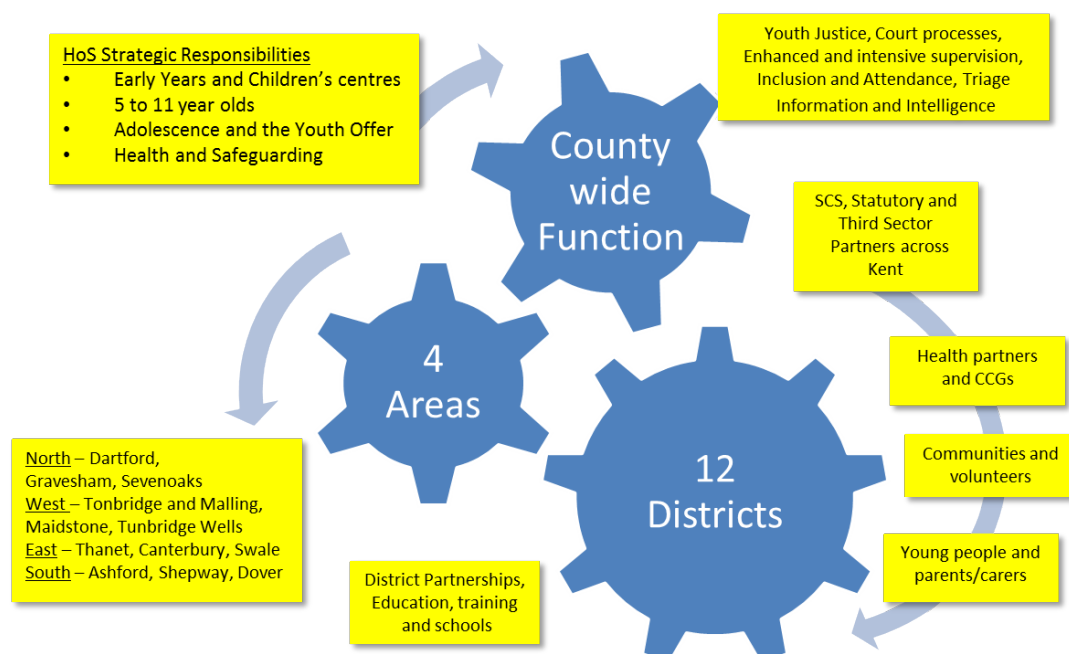 HoS Strategic Responsibilities
• Early Years and Children’s centres
• 5 to 11 year olds
• Adolescence and the Youth Offer
• Health and Safeguarding
Youth Justice, Court processes,
Enhanced and intensive supervision,
Inclusion and Attendance, Triage
Information and Intelligence
County
wide
Function
SCS, Statutory and
Third Sector
Partners across
Kent
4
Areas
Health partners
and CCGs
Communities and
volunteers
12
Districts
North – Dartford,
Gravesham, Sevenoaks
West – Tonbridge and Malling,
Maidstone, Tunbridge Wells
East – Thanet, Canterbury, Swale
South – Ashford, Shepway, Dover
Young people and
parents/carers
District Partnerships,
Education, training
and schools